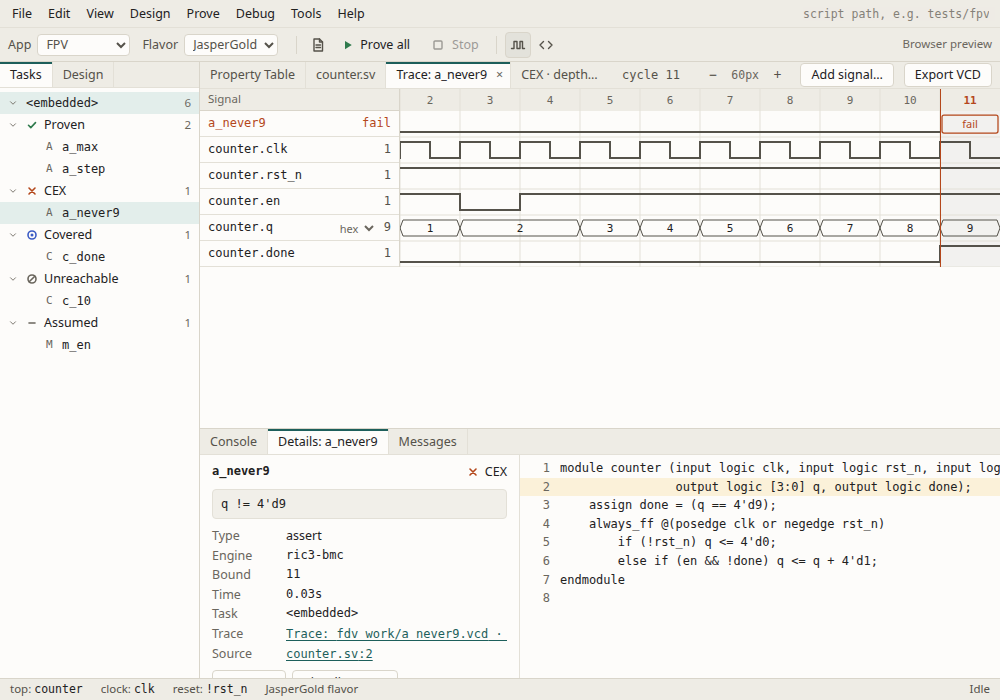 File Edit View Design Prove Debug Tools Help script path, e.g. tests/fpv
App FPV Flavor JasperGold Prove all Stop Browser preview
Tasks Design
Property Table counter.sv Trace: a_never9 × CEX · depth... cycle 11 − 60px + Add signal... Export VCD
<embedded> 6
Proven 2
A a_max
A a_step
CEX 1
A a_never9
Covered 1
C c_done
Unreachable 1
C c_10
Assumed 1
M m_en
Signal 2 3 4 5 6 7 8 9 10 11
a_never9 fail fail
counter.clk 1
counter.rst_n 1
counter.en 1
counter.q hex 9 1 2 3 4 5 6 7 8 9
counter.done 1
Console Details: a_never9 Messages
a_never9 CEX
q != 4'd9
Type assert
Engine ric3-bmc
Bound 11
Time 0.03s
Task <embedded>
Trace Trace: fdv_work/a_never9.vcd ·
Source counter.sv:2
1 module counter (input logic clk, input logic rst_n, input log
2 output logic [3:0] q, output logic done);
3 assign done = (q == 4'd9);
4 always_ff @(posedge clk or negedge rst_n)
5 if (!rst_n) q <= 4'd0;
6 else if (en && !done) q <= q + 4'd1;
7 endmodule
8
top: counter clock: clk reset: !rst_n JasperGold flavor Idle